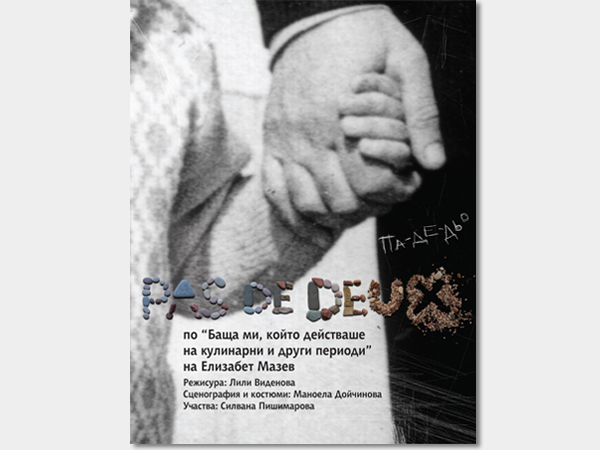 ПА-ДЕ-ДЬО
PAS DE DEUX
по “Баща ми, който действаше
на кулинарни и други периоди”
на Елизабет Мазев
Режисура: Лили Виденова
Сценография и костюми: Маноела Дойчинова
Участва: Силвана Пишимарова